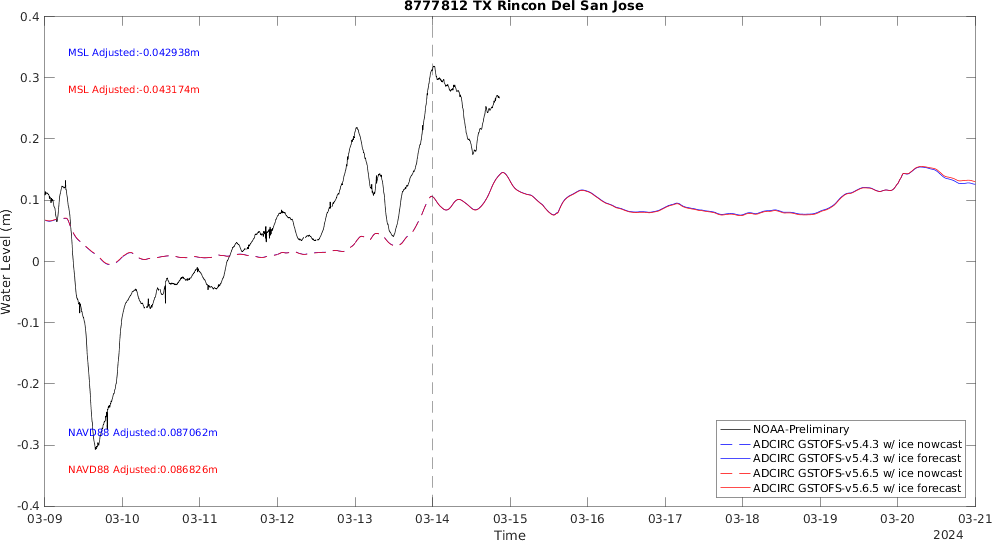 8777812 TX Rincon Del San Jose
MSL Adjusted:-0.042938m
MSL Adjusted:-0.043174m
NAVD88 Adjusted:0.087062m
NAVD88 Adjusted:0.086826m
Water Level (m)
0.4
0.3
0.2
0.1
0
-0.1
-0.2
-0.3
-0.4
NOAA-Preliminary
ADCIRC GSTOFS-v5.4.3 w/ ice nowcast
ADCIRC GSTOFS-v5.4.3 w/ ice forecast
ADCIRC GSTOFS-v5.6.5 w/ ice nowcast
ADCIRC GSTOFS-v5.6.5 w/ ice forecast
03-09 03-10 03-11 03-12 03-13 03-14 03-15 03-16 03-17 03-18 03-19 03-20 03-21
Time
2024